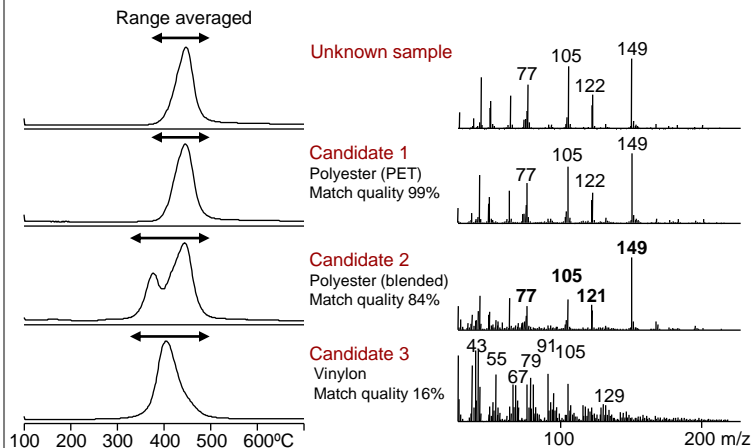 Range averaged
Unknown sample
77
105
122
149
Candidate 1
Polyester (PET)
Match quality 99%
77
105
122
149
Candidate 2
Polyester (blended)
Match quality 84%
77
105
121
149
Candidate 3
Vinylon
Match quality 16%
43
55
67
79
91
105
129
100 200 300 400 500 600ºC
100 200 m/z